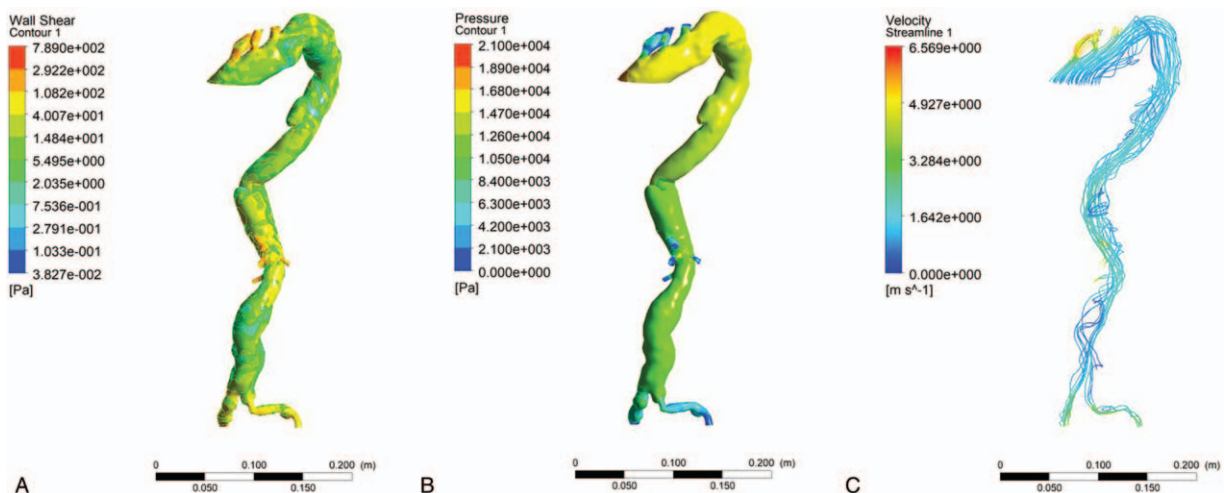 Wall Shear
Contour 1
7.890e+002
2.922e+002
1.082e+002
4.007e+001
1.484e+001
5.495e+000
2.035e+000
7.536e-001
2.791e-001
1.033e-001
3.827e-002
[Pa]
0 0.100 0.200 (m)
0.050 0.150
A
Pressure
Contour 1
2.100e+004
1.890e+004
1.680e+004
1.470e+004
1.260e+004
1.050e+004
8.400e+003
6.300e+003
4.200e+003
2.100e+003
0.000e+000
[Pa]
0 0.100 0.200 (m)
0.050 0.150
B
Velocity
Streamline 1
6.569e+000
4.927e+000
3.284e+000
1.642e+000
0.000e+000
[m s^-1]
0 0.100 0.200 (m)
0.050 0.150
C